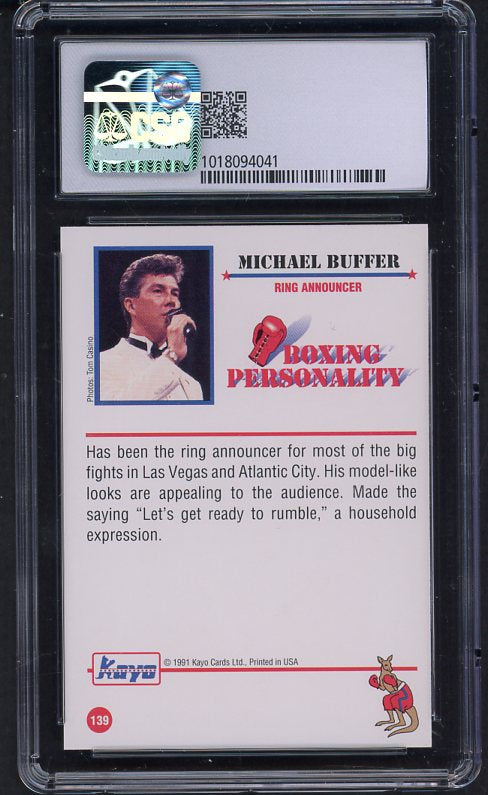 CSG
1018094041
MICHAEL BUFFER
RING ANNOUNCER
Photos: Tom Casino
BOXING
PERSONALITY
Has been the ring announcer for most of the big
fights in Las Vegas and Atlantic City. His model-like
looks are appealing to the audience. Made the
saying “Let's get ready to rumble,” a household
expression.
Kayo
© 1991 Kayo Cards Ltd., Printed in USA
139